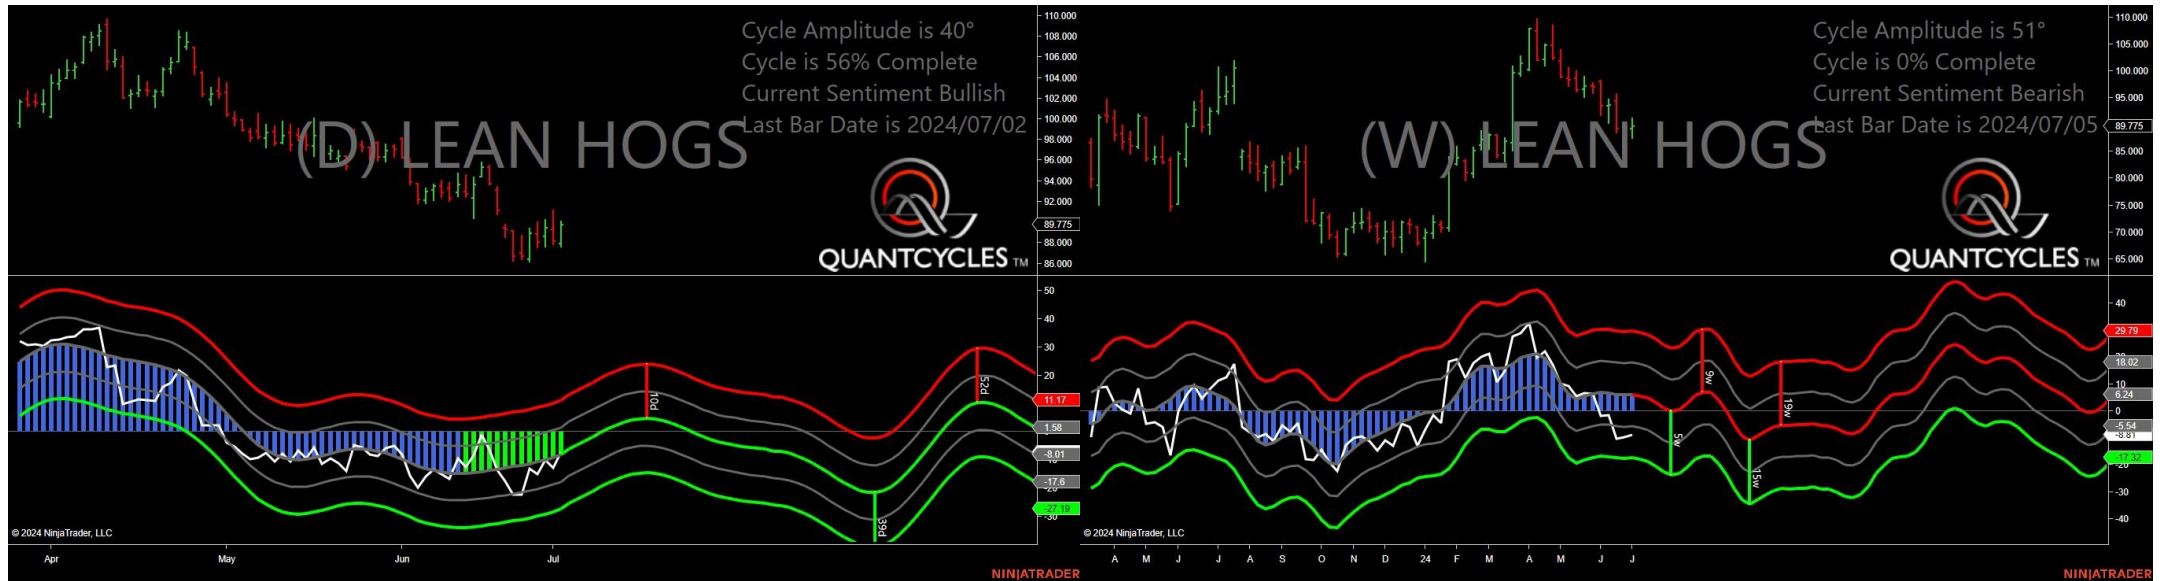 Cycle Amplitude is 40°
Cycle is 56% Complete
Current Sentiment Bullish
Last Bar Date is 2024/07/02
(D) LEAN HOGS
QUANTCYCLES TM
110.000
108.000
106.000
104.000
102.000
100.000
98.000
96.000
94.000
92.000
89.775
88.000
86.000
50
40
30
20
11.17
1.58
-8.01
-17.6
-27.19
-30
10d
39d
52d
© 2024 NinjaTrader, LLC
Apr May Jun Jul
NINJATRADER
Cycle Amplitude is 51°
Cycle is 0% Complete
Current Sentiment Bearish
Last Bar Date is 2024/07/05
(W) LEAN HOGS
QUANTCYCLES TM
110.000
105.000
100.000
95.000
89.775
85.000
80.000
75.000
70.000
65.000
40
29.79
18.02
10
6.24
0
-5.54
-8.81
-17.32
-20
-30
-40
5w
9w
15w
19w
© 2024 NinjaTrader, LLC
A M J J A S O N D 24 F M A M J J
NINJATRADER